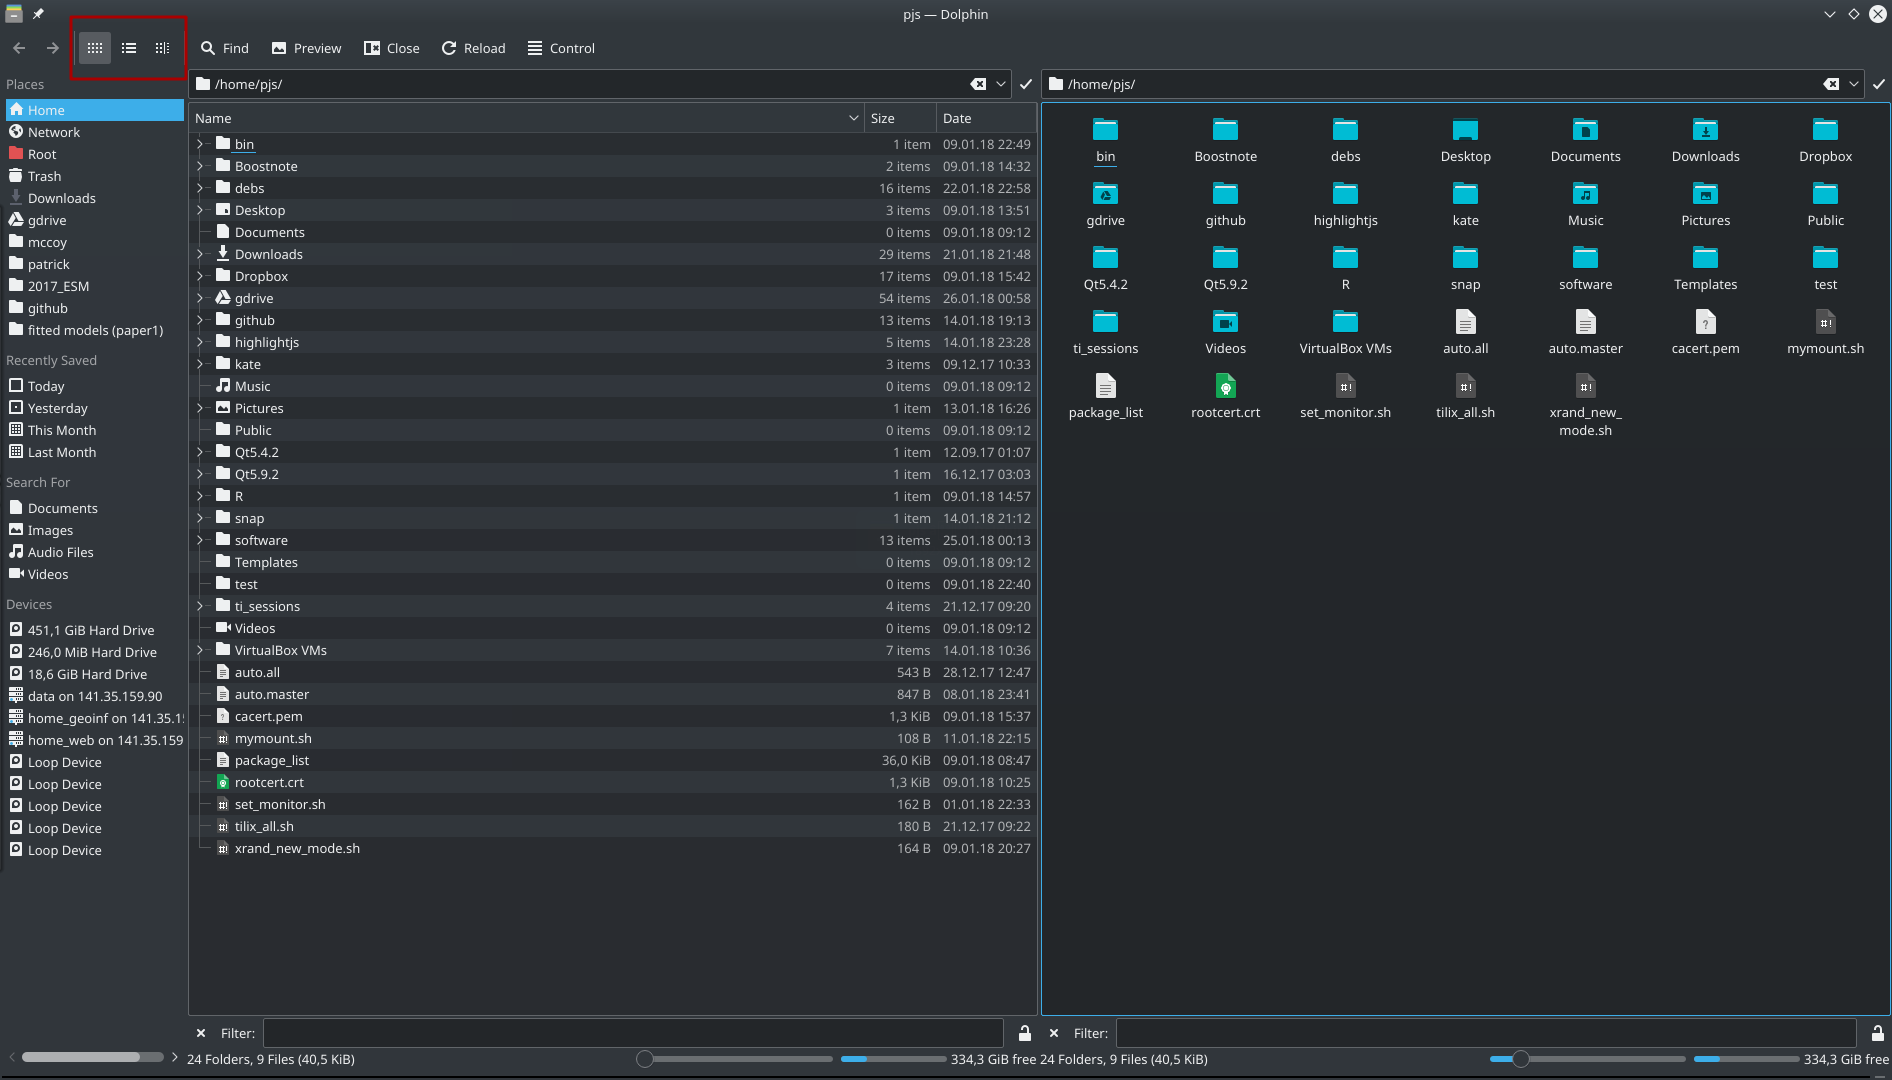 pjs — Dolphin
Find
Preview
Close
Reload
Control
Places
Home
Network
Root
Trash
Downloads
gdrive
mccoy
patrick
2017_ESM
github
fitted models (paper1)
Recently Saved
Today
Yesterday
This Month
Last Month
Search For
Documents
Images
Audio Files
Videos
Devices
451,1 GiB Hard Drive
246,0 MiB Hard Drive
18,6 GiB Hard Drive
data on 141.35.159.90
home_geoinf on 141.35.1
home_web on 141.35.159
Loop Device
Loop Device
Loop Device
Loop Device
Loop Device
/home/pjs/
Name Size Date
bin 1 item 09.01.18 22:49
Boostnote 2 items 09.01.18 14:32
debs 16 items 22.01.18 22:58
Desktop 3 items 09.01.18 13:51
Documents 0 items 09.01.18 09:12
Downloads 29 items 21.01.18 21:48
Dropbox 17 items 09.01.18 15:42
gdrive 54 items 26.01.18 00:58
github 13 items 14.01.18 19:13
highlightjs 5 items 14.01.18 23:28
kate 3 items 09.12.17 10:33
Music 0 items 09.01.18 09:12
Pictures 1 item 13.01.18 16:26
Public 0 items 09.01.18 09:12
Qt5.4.2 1 item 12.09.17 01:07
Qt5.9.2 1 item 16.12.17 03:03
R 1 item 09.01.18 14:57
snap 1 item 14.01.18 21:12
software 13 items 25.01.18 00:13
Templates 0 items 09.01.18 09:12
test 0 items 09.01.18 22:40
ti_sessions 4 items 21.12.17 09:20
Videos 0 items 09.01.18 09:12
VirtualBox VMs 7 items 14.01.18 10:36
auto.all 543 B 28.12.17 12:47
auto.master 847 B 08.01.18 23:41
cacert.pem 1,3 KiB 09.01.18 15:37
mymount.sh 108 B 11.01.18 22:15
package_list 36,0 KiB 09.01.18 08:47
rootcert.crt 1,3 KiB 09.01.18 10:25
set_monitor.sh 162 B 01.01.18 22:33
tilix_all.sh 180 B 21.12.17 09:22
xrand_new_mode.sh 164 B 09.01.18 20:27
Filter:
24 Folders, 9 Files (40,5 KiB) 334,3 GiB free
/home/pjs/
bin Boostnote debs Desktop Documents Downloads Dropbox
gdrive github highlightjs kate Music Pictures Public
Qt5.4.2 Qt5.9.2 R snap software Templates test
ti_sessions Videos VirtualBox VMs auto.all auto.master cacert.pem mymount.sh
package_list rootcert.crt set_monitor.sh tilix_all.sh xrand_new_
mode.sh
Filter:
24 Folders, 9 Files (40,5 KiB) 334,3 GiB free